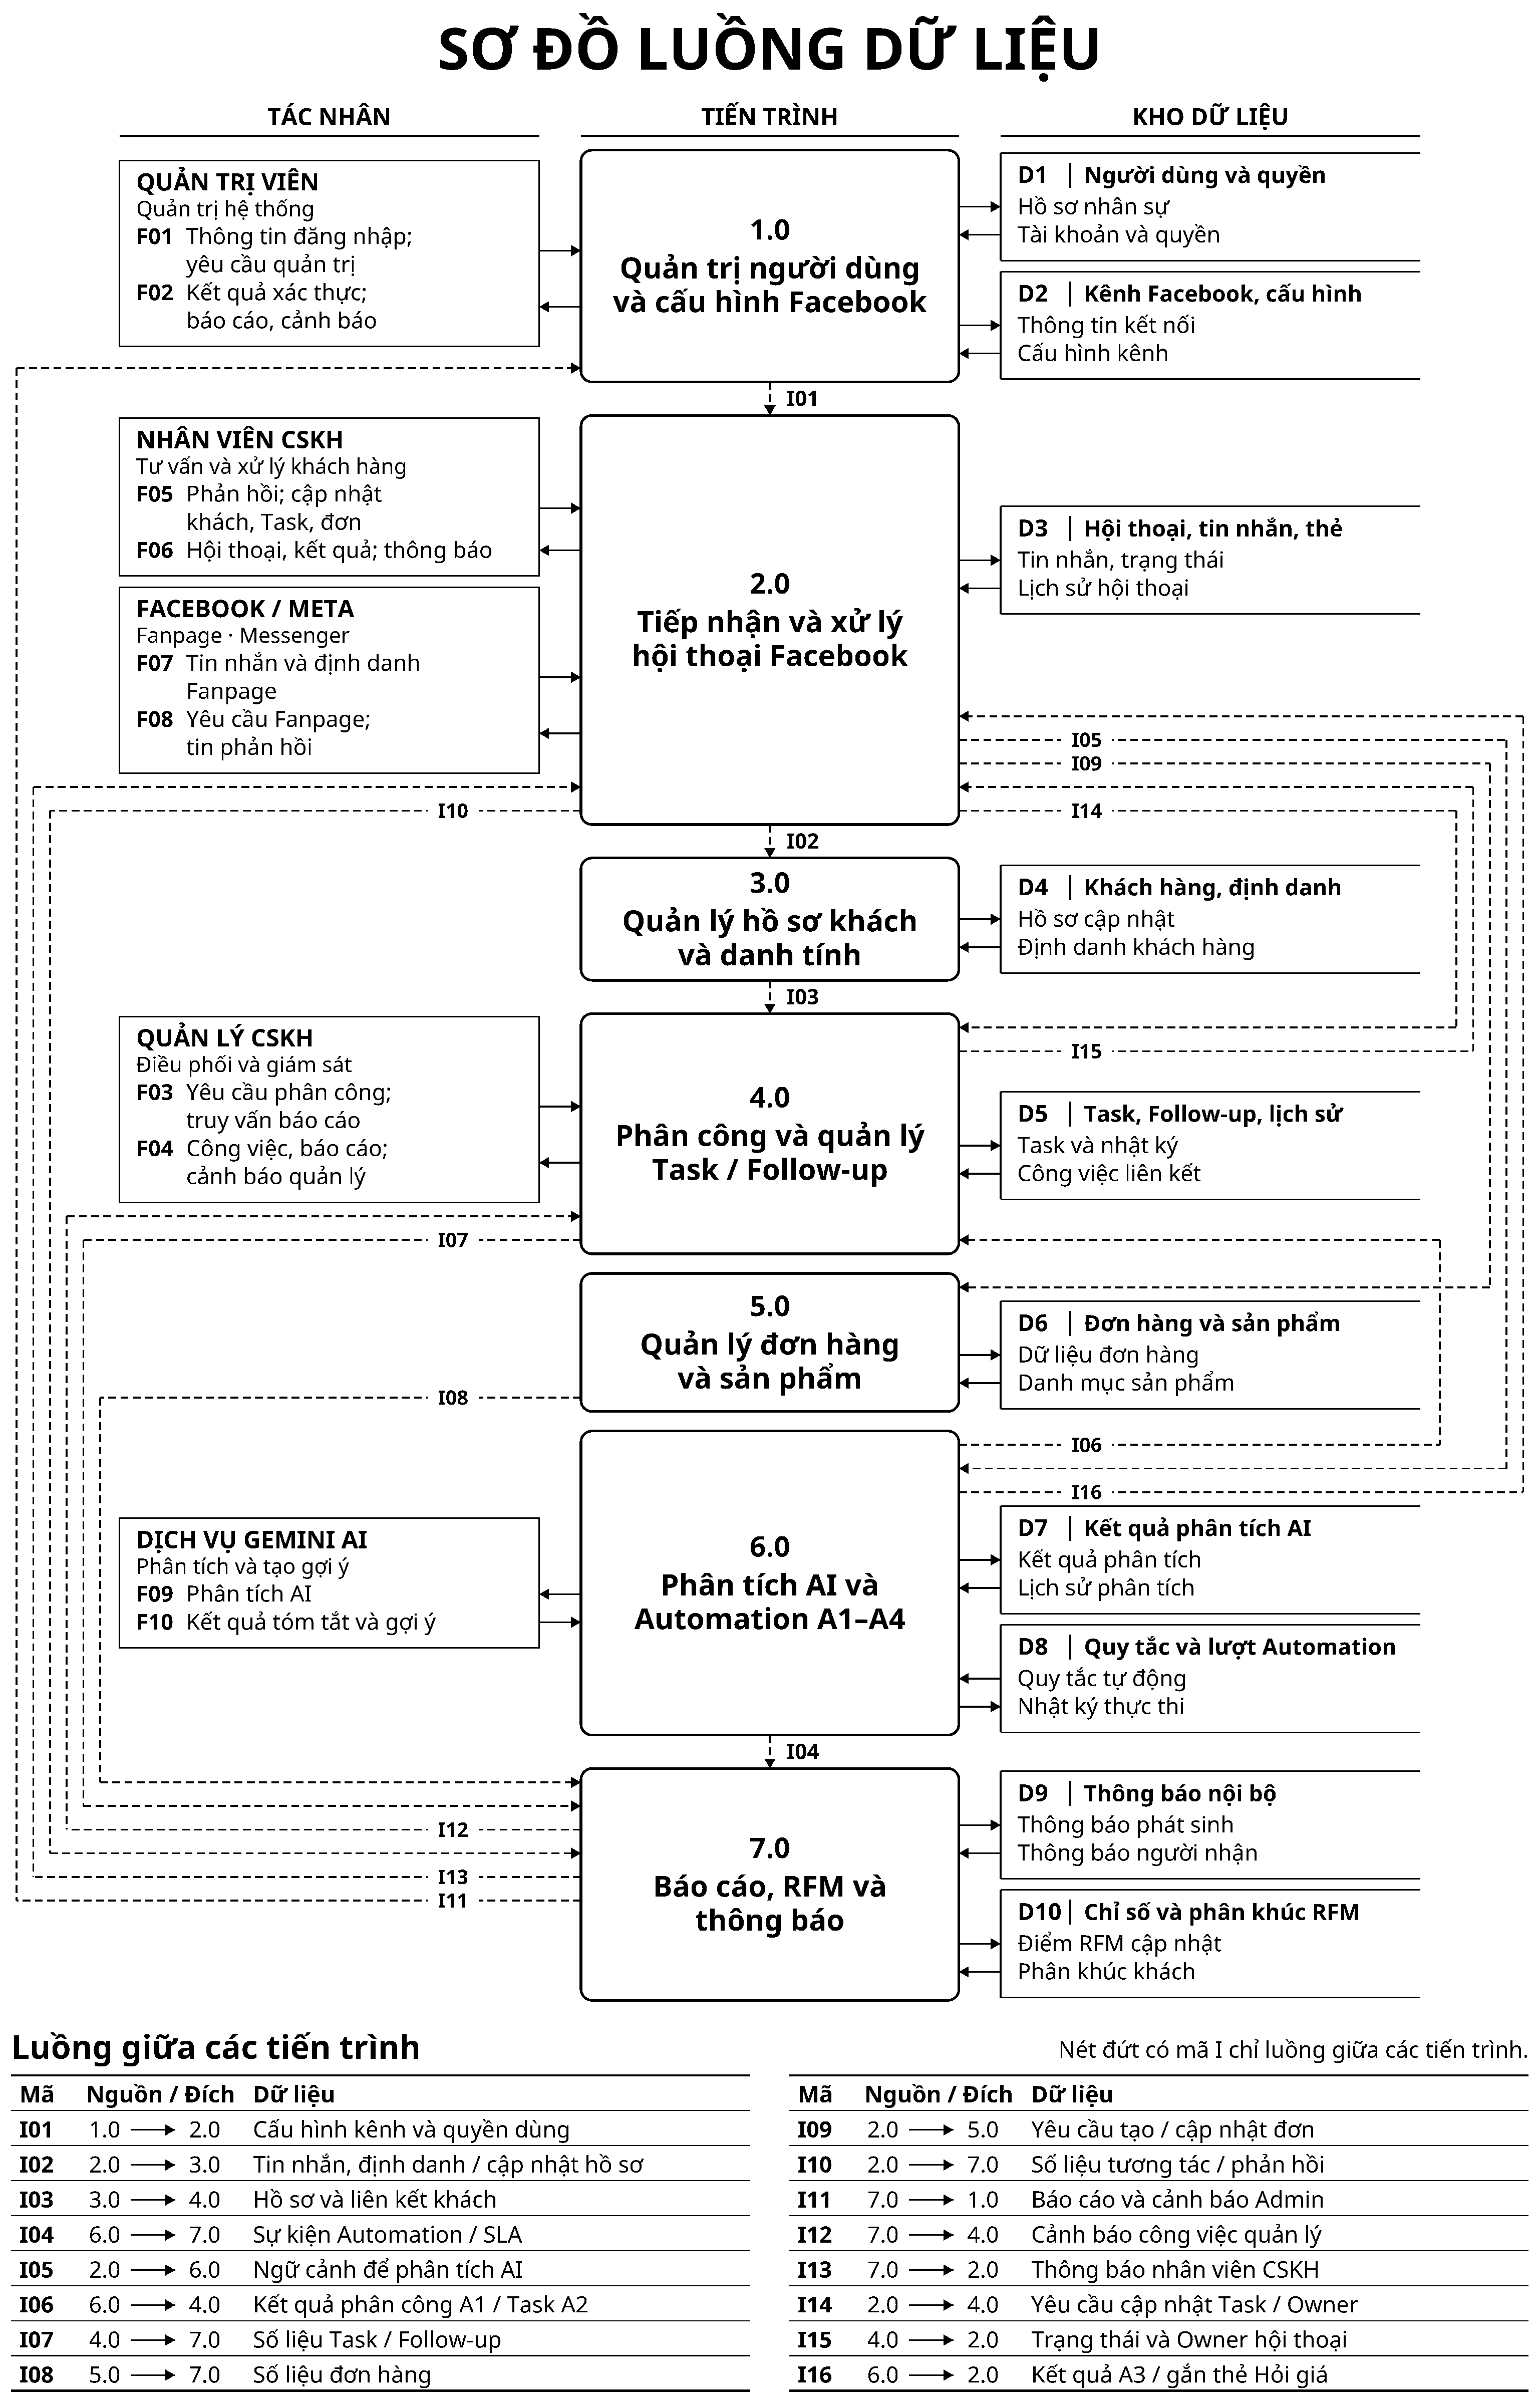 SƠ ĐỒ LUỒNG DỮ LIỆU
TÁC NHÂN
TIẾN TRÌNH
KHO DỮ LIỆU
QUẢN TRỊ VIÊN
Quản trị hệ thống
F01 Thông tin đăng nhập;
yêu cầu quản trị
F02 Kết quả xác thực;
báo cáo, cảnh báo
1.0
Quản trị người dùng
và cấu hình Facebook
D1 Người dùng và quyền
Hồ sơ nhân sự
Tài khoản và quyền
D2 Kênh Facebook, cấu hình
Thông tin kết nối
Cấu hình kênh
I01
NHÂN VIÊN CSKH
Tư vấn và xử lý khách hàng
F05 Phản hồi; cập nhật
khách, Task, đơn
F06 Hội thoại, kết quả; thông báo
FACEBOOK / META
Fanpage · Messenger
F07 Tin nhắn và định danh
Fanpage
F08 Yêu cầu Fanpage;
tin phản hồi
2.0
Tiếp nhận và xử lý
hội thoại Facebook
D3 Hội thoại, tin nhắn, thẻ
Tin nhắn, trạng thái
Lịch sử hội thoại
I05
I09
I10
I14
I02
3.0
Quản lý hồ sơ khách
và danh tính
D4 Khách hàng, định danh
Hồ sơ cập nhật
Định danh khách hàng
I03
QUẢN LÝ CSKH
Điều phối và giám sát
F03 Yêu cầu phân công;
truy vấn báo cáo
F04 Công việc, báo cáo;
cảnh báo quản lý
4.0
Phân công và quản lý
Task / Follow-up
I15
D5 Task, Follow-up, lịch sử
Task và nhật ký
Công việc liên kết
I07
5.0
Quản lý đơn hàng
và sản phẩm
D6 Đơn hàng và sản phẩm
Dữ liệu đơn hàng
Danh mục sản phẩm
I08
I06
I16
DỊCH VỤ GEMINI AI
Phân tích và tạo gợi ý
F09 Phân tích AI
F10 Kết quả tóm tắt và gợi ý
6.0
Phân tích AI và
Automation A1–A4
D7 Kết quả phân tích AI
Kết quả phân tích
Lịch sử phân tích
D8 Quy tắc và lượt Automation
Quy tắc tự động
Nhật ký thực thi
I04
I12
I13
I11
7.0
Báo cáo, RFM và
thông báo
D9 Thông báo nội bộ
Thông báo phát sinh
Thông báo người nhận
D10 Chỉ số và phân khúc RFM
Điểm RFM cập nhật
Phân khúc khách
Luồng giữa các tiến trình
Nét đứt có mã I chỉ luồng giữa các tiến trình.
Mã Nguồn / Đích Dữ liệu
I01 1.0 → 2.0 Cấu hình kênh và quyền dùng
I02 2.0 → 3.0 Tin nhắn, định danh / cập nhật hồ sơ
I03 3.0 → 4.0 Hồ sơ và liên kết khách
I04 6.0 → 7.0 Sự kiện Automation / SLA
I05 2.0 → 6.0 Ngữ cảnh để phân tích AI
I06 6.0 → 4.0 Kết quả phân công A1 / Task A2
I07 4.0 → 7.0 Số liệu Task / Follow-up
I08 5.0 → 7.0 Số liệu đơn hàng
Mã Nguồn / Đích Dữ liệu
I09 2.0 → 5.0 Yêu cầu tạo / cập nhật đơn
I10 2.0 → 7.0 Số liệu tương tác / phản hồi
I11 7.0 → 1.0 Báo cáo và cảnh báo Admin
I12 7.0 → 4.0 Cảnh báo công việc quản lý
I13 7.0 → 2.0 Thông báo nhân viên CSKH
I14 2.0 → 4.0 Yêu cầu cập nhật Task / Owner
I15 4.0 → 2.0 Trạng thái và Owner hội thoại
I16 6.0 → 2.0 Kết quả A3 / gắn thẻ Hỏi giá